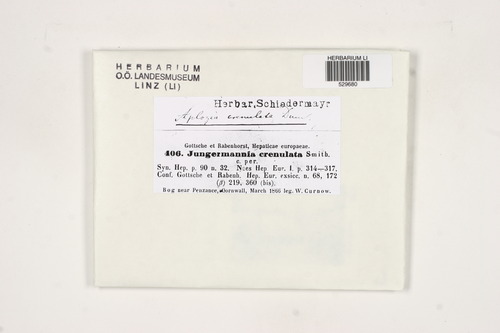 HERBARIUM
O.Ö. LANDESMUSEUM
LINZ (LI)
HERBARIUM LI
529680
Herbar, Schiedermayr
Aplozia crenulata Dum.
Gottsche et Rabenhorst, Hepaticae europaeae.
406. Jungermannia crenulata Smith.
c. per.
Syn. Hep. p. 90 n. 32. Nees Hep. Eur. I. p. 314—317.
Conf. Gottsche et Rabenh. Hep. Eur. exsicc. n. 68, 172
(β) 219, 360 (bis).
Bog near Penzance, Cornwall, March 1866 leg. W. Curnow.